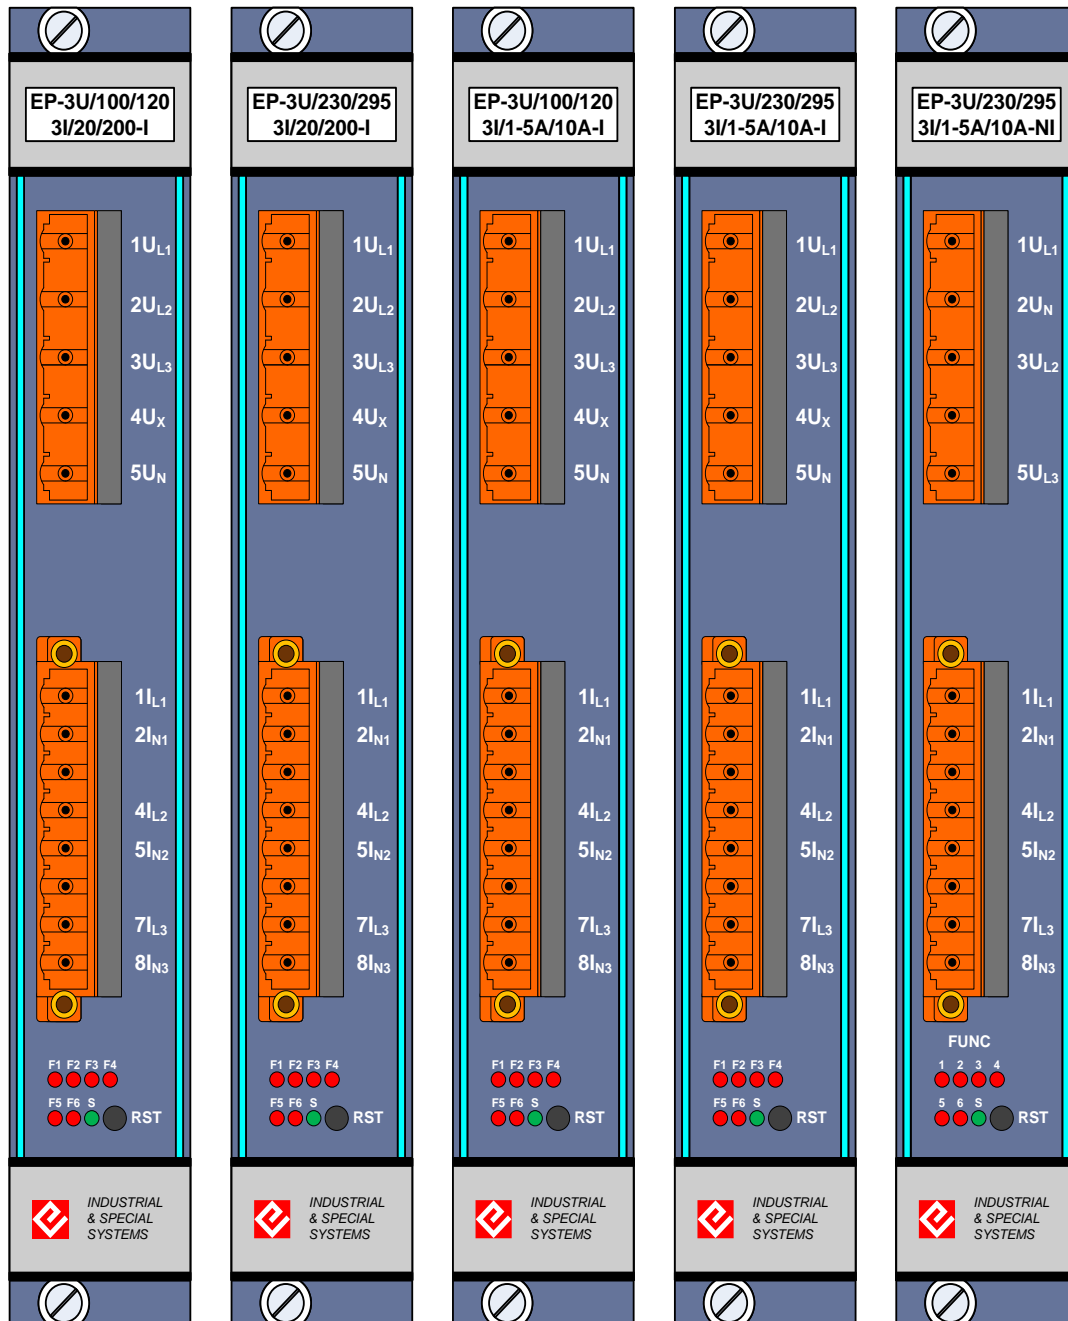 EP-3U/100/120
3I/20/200-I
1UL1
2UL2
3UL3
4UX
5UN
1IL1
2IN1
4IL2
5IN2
7IL3
8IN3
F1 F2 F3 F4
F5 F6 S
RST
INDUSTRIAL
& SPECIAL
SYSTEMS
EP-3U/230/295
3I/20/200-I
1UL1
2UL2
3UL3
4UX
5UN
1IL1
2IN1
4IL2
5IN2
7IL3
8IN3
F1 F2 F3 F4
F5 F6 S
RST
INDUSTRIAL
& SPECIAL
SYSTEMS
EP-3U/100/120
3I/1-5A/10A-I
1UL1
2UL2
3UL3
4UX
5UN
1IL1
2IN1
4IL2
5IN2
7IL3
8IN3
F1 F2 F3 F4
F5 F6 S
RST
INDUSTRIAL
& SPECIAL
SYSTEMS
EP-3U/230/295
3I/1-5A/10A-I
1UL1
2UL2
3UL3
4UX
5UN
1IL1
2IN1
4IL2
5IN2
7IL3
8IN3
F1 F2 F3 F4
F5 F6 S
RST
INDUSTRIAL
& SPECIAL
SYSTEMS
EP-3U/230/295
3I/1-5A/10A-NI
1UL1
2UN
3UL2
5UL3
1IL1
2IN1
4IL2
5IN2
7IL3
8IN3
FUNC
1 2 3 4
5 6 S
RST
INDUSTRIAL
& SPECIAL
SYSTEMS